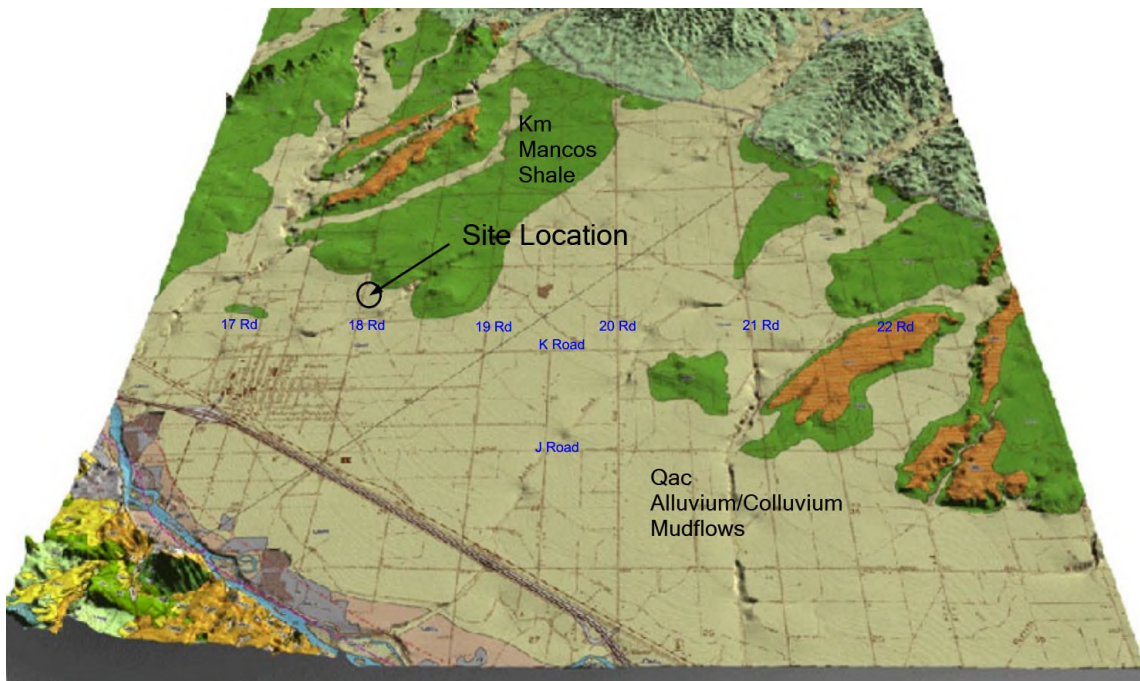 Km
Mancos
Shale
Site Location
17 Rd
18 Rd
19 Rd
20 Rd
21 Rd
22 Rd
K Road
J Road
Qac
Alluvium/Colluvium
Mudflows